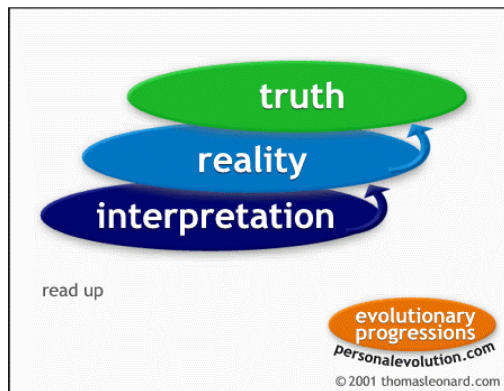 truth
reality
interpretation
read up
evolutionary
progressions
personalevolution.com
© 2001 thomasleonard.com